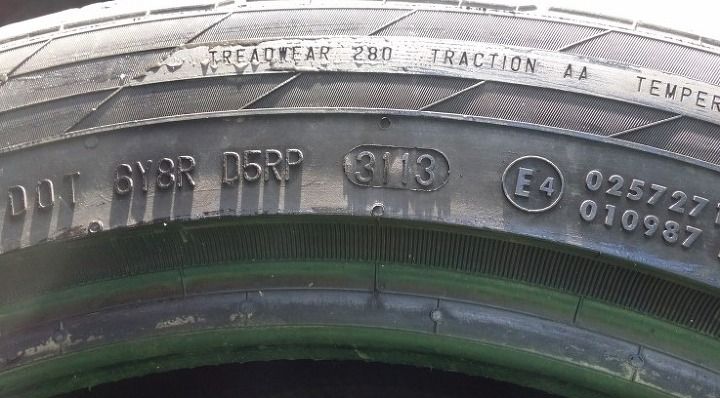 TREADWEAR 280 TRACTION AA TEMPER
DOT 6Y8R D5RP 3113 E4 025727
010987